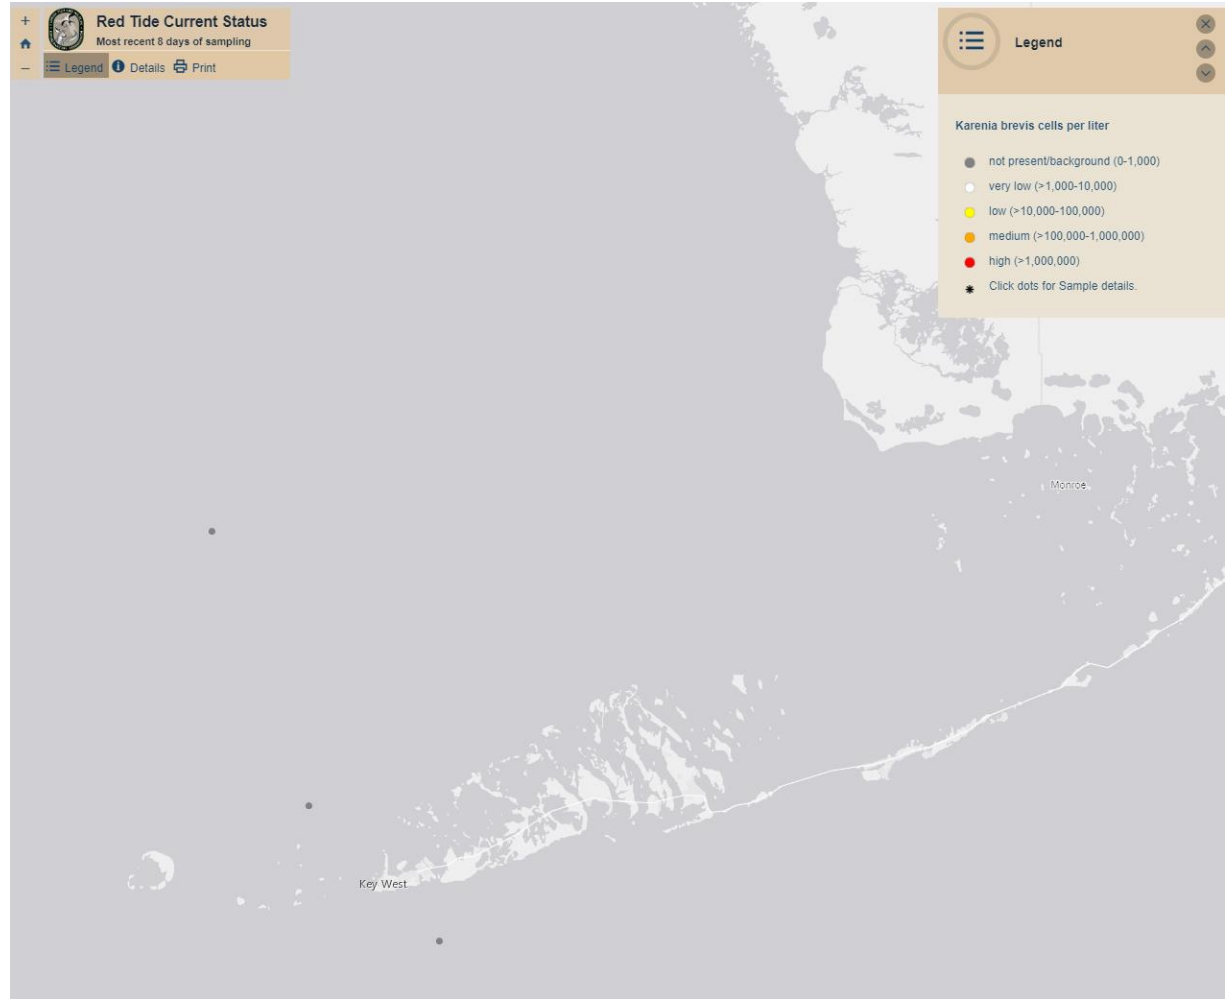 Red Tide Current Status
Most recent 8 days of sampling
Legend Details Print
Legend
Karenia brevis cells per liter
not present/background (0-1,000)
very low (>1,000-10,000)
low (>10,000-100,000)
medium (>100,000-1,000,000)
high (>1,000,000)
Click dots for Sample details.
Monroe
Key West